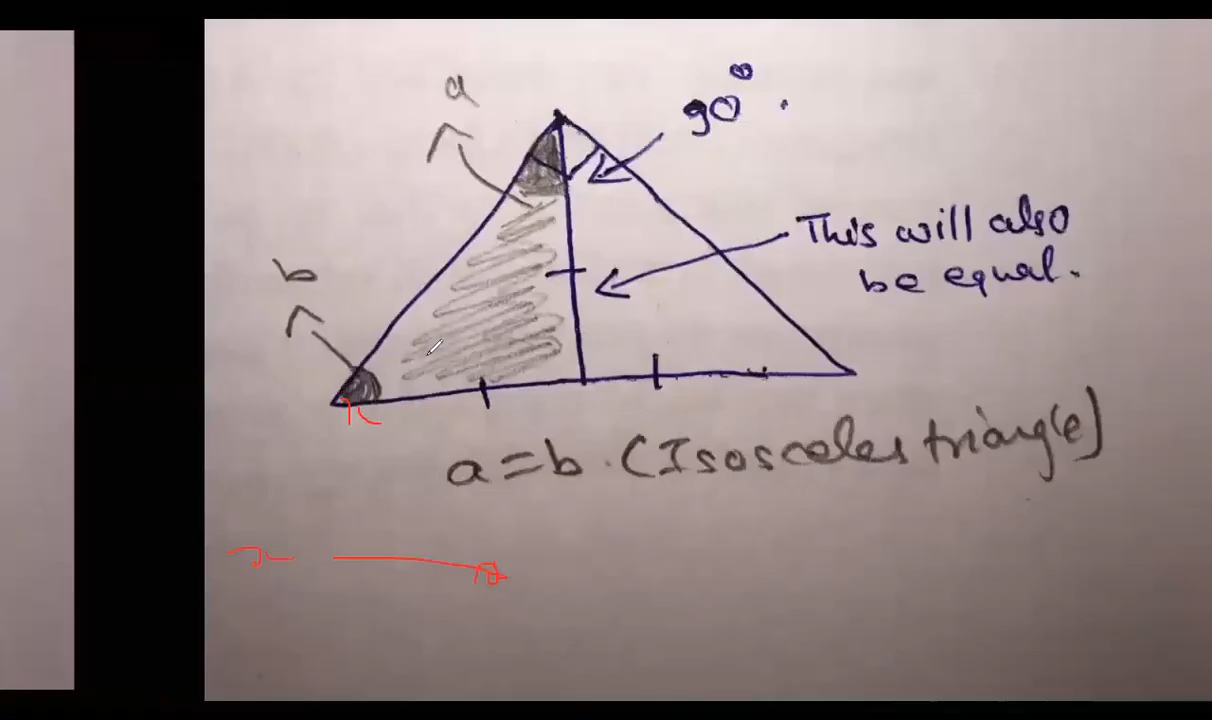 a
90° .
This will also
be equal.
b
a = b . (Isosceles triangle)